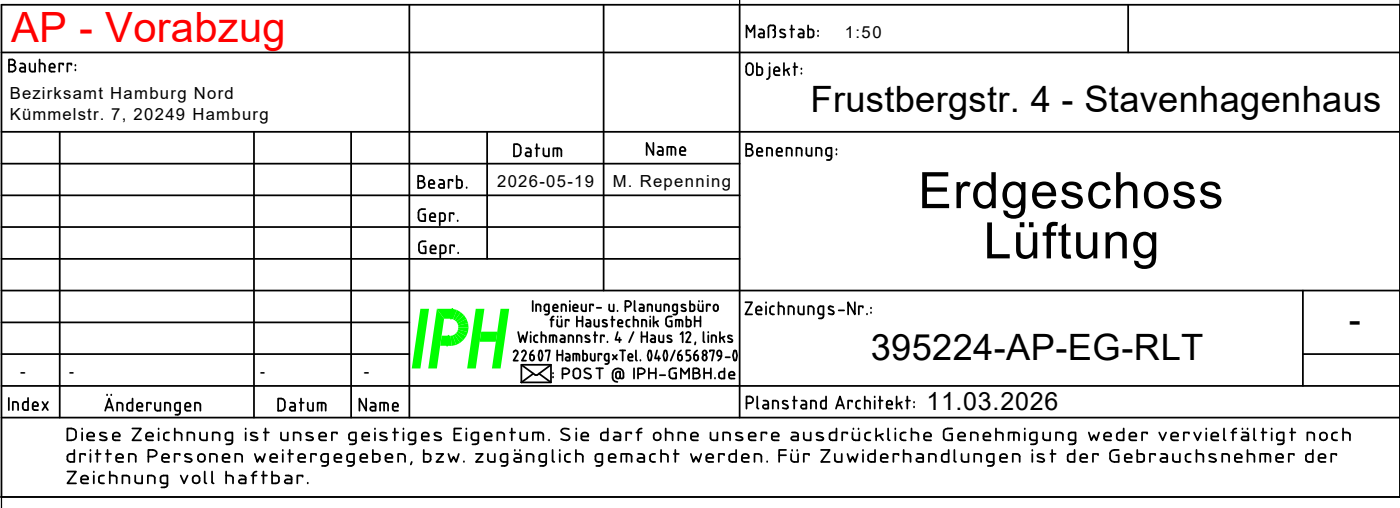 AP - Vorabzug
Maßstab: 1:50
Bauherr:
Bezirksamt Hamburg Nord
Kümmelstr. 7, 20249 Hamburg
Objekt:
Frustbergstr. 4 - Stavenhagenhaus
Datum Name
Bearb. 2026-05-19 M. Repenning
Gepr.
Gepr.
Benennung:
Erdgeschoss
Lüftung
IPH
Ingenieur- u. Planungsbüro
für Haustechnik GmbH
Wichmannstr. 4 / Haus 12, links
22607 Hamburg×Tel. 040/656879-0
: POST @ IPH-GMBH.de
Zeichnungs-Nr.:
395224-AP-EG-RLT
-
- - - -
Index Änderungen Datum Name
Planstand Architekt: 11.03.2026
Diese Zeichnung ist unser geistiges Eigentum. Sie darf ohne unsere ausdrückliche Genehmigung weder vervielfältigt noch
dritten Personen weitergegeben, bzw. zugänglich gemacht werden. Für Zuwiderhandlungen ist der Gebrauchsnehmer der
Zeichnung voll haftbar.